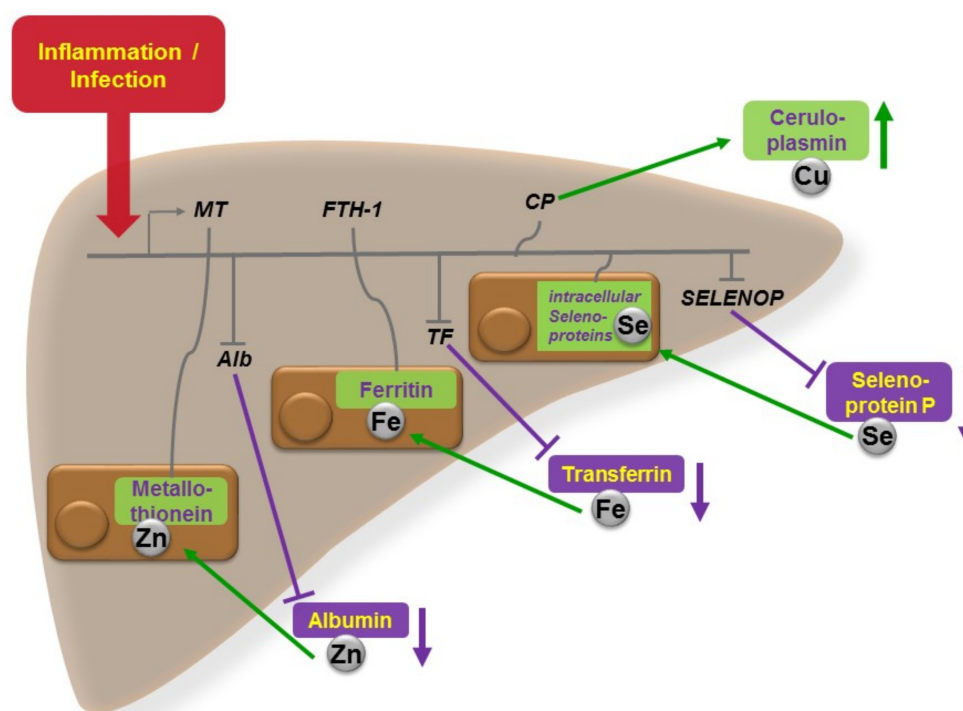 Inflammation /
Infection
Cerulo-
plasmin
Cu
MT
FTH-1
CP
intracellular
Seleno-
proteins
Se
SELENOP
Alb
TF
Ferritin
Fe
Seleno-
protein P
Se
Transferrin
Fe
Metallo-
thionein
Zn
Albumin
Zn